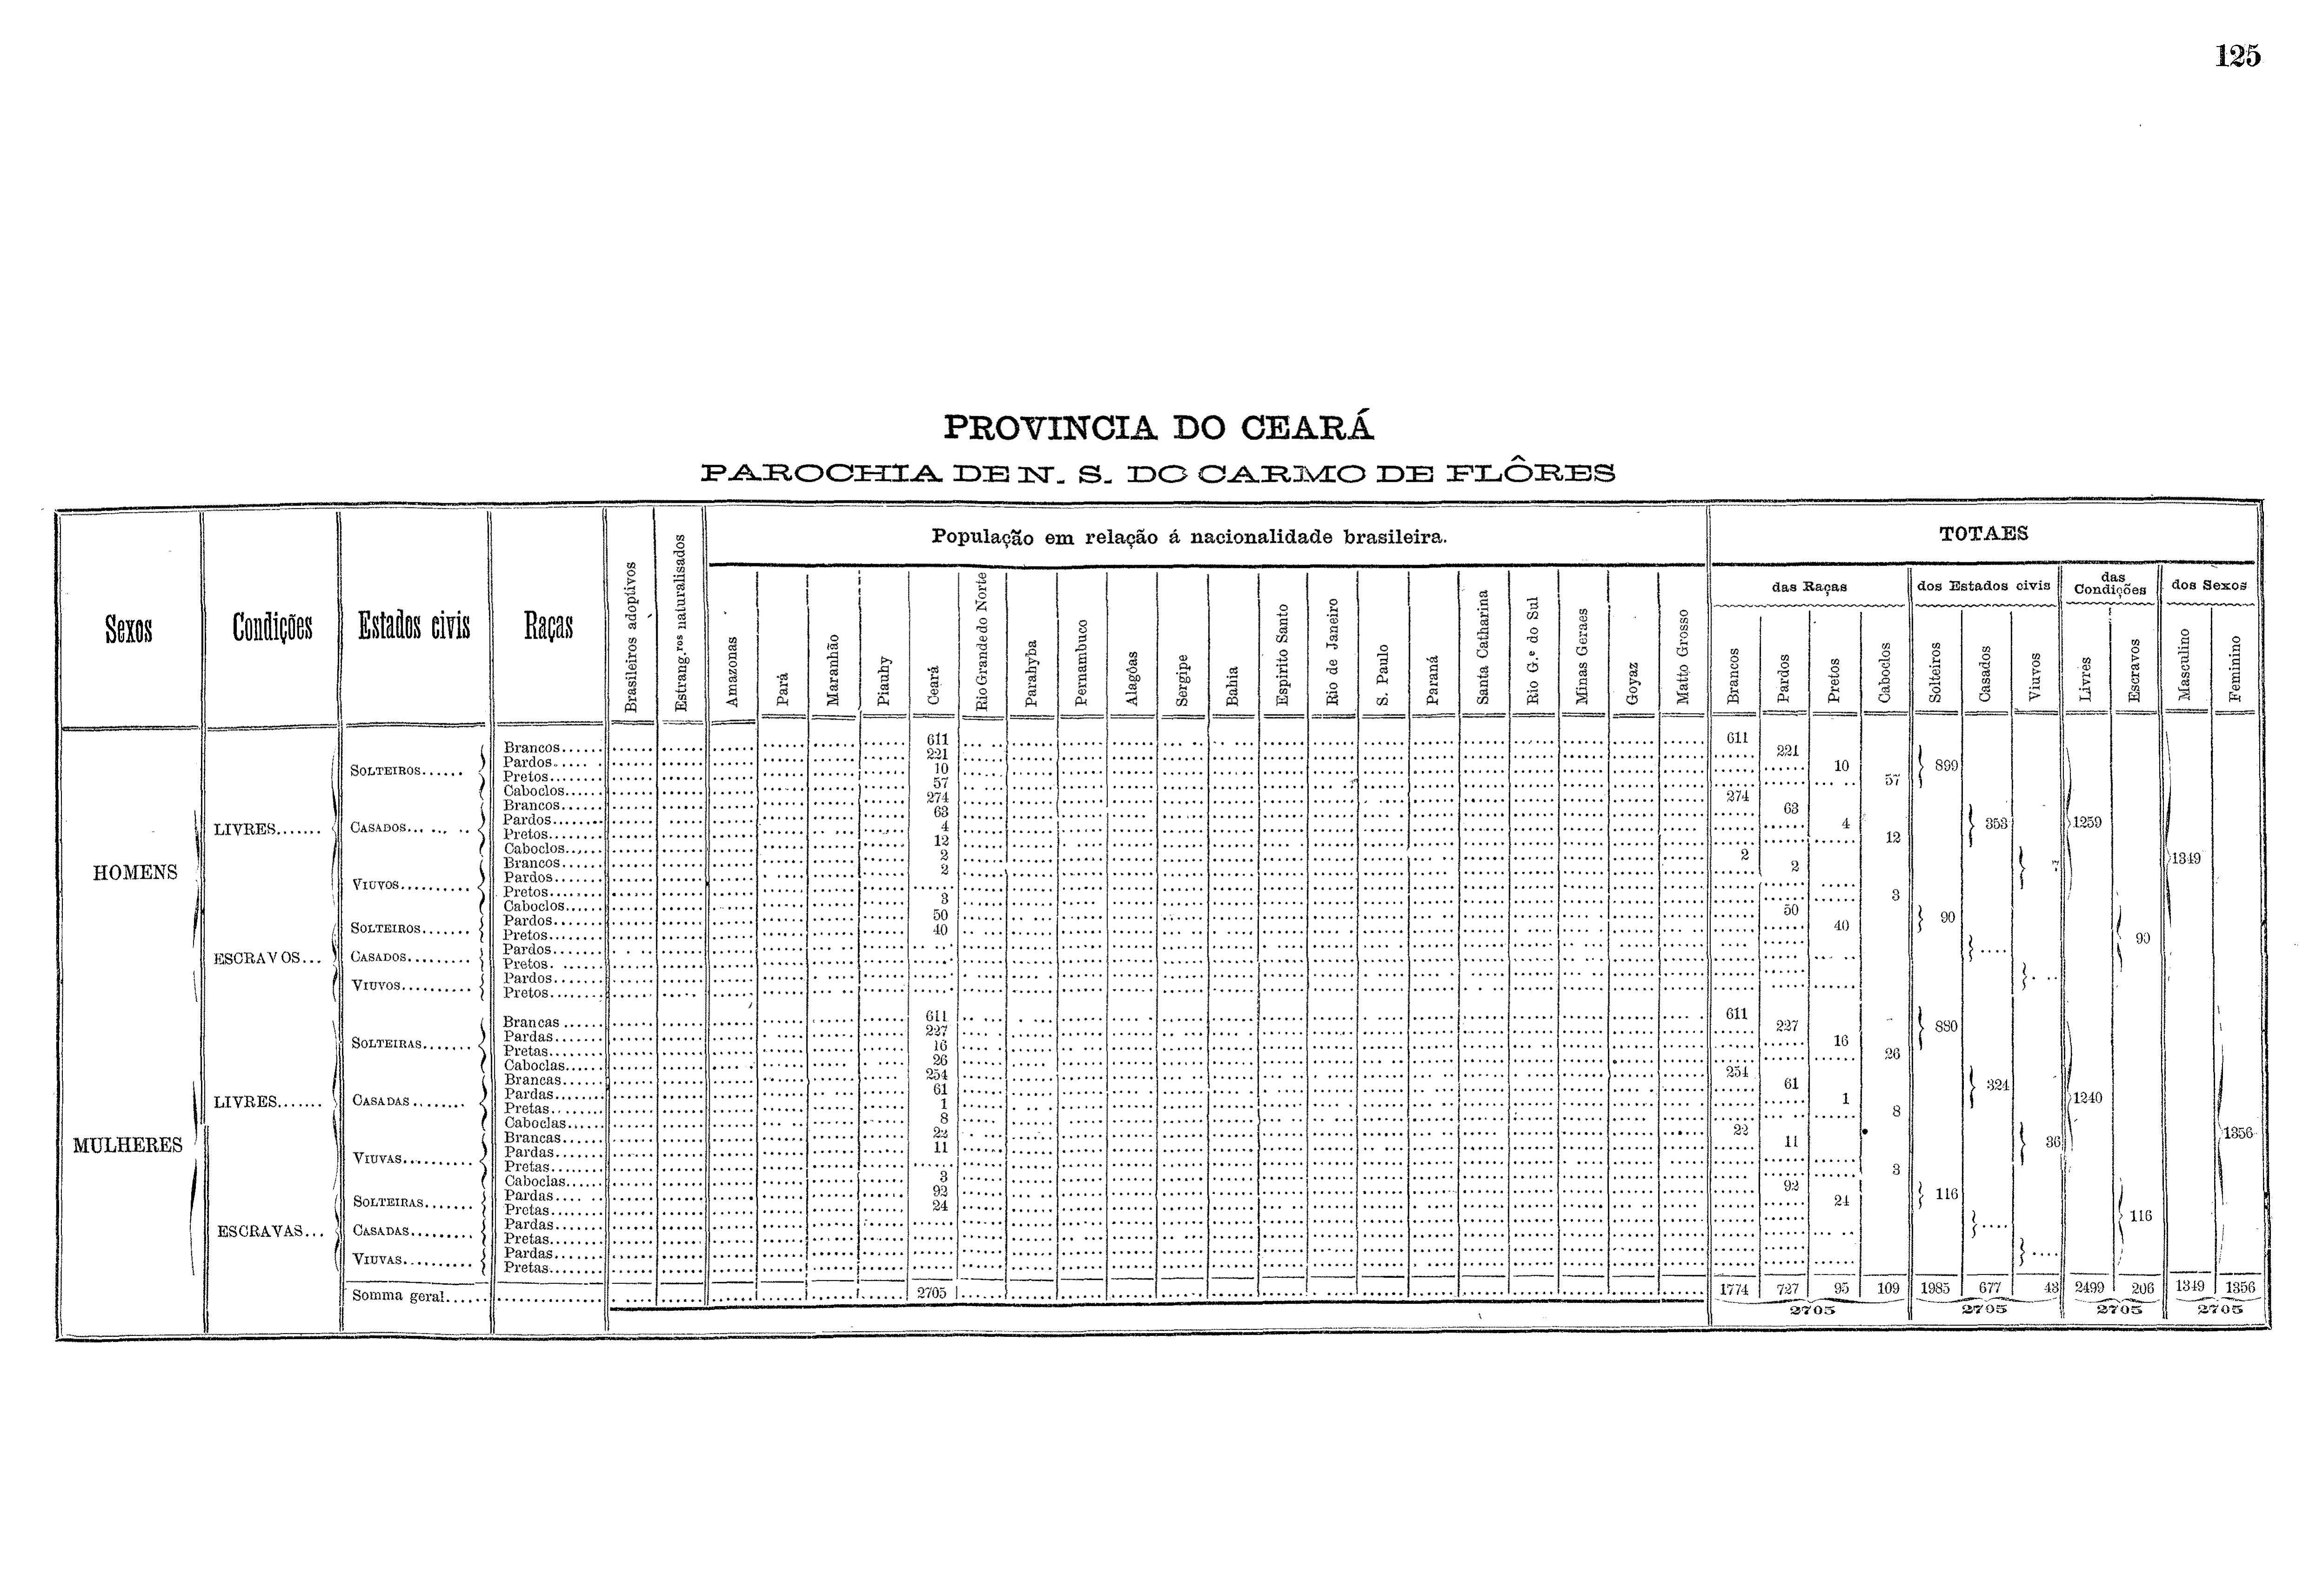 125
PROVINCIA DO CEARÁ
PAROCHIA DE N. S. DO CARMO DE FLÔRES
Sexos | Condições | Estados civis | Raças | Brasileiros adoptivos | Estrang.ros naturalisados | População em relação á nacionalidade brasileira. | TOTAES
das Raças | dos Estados civis | das Condições | dos Sexos
Amazonas | Pará | Maranhão | Piauhy | Ceará | Rio Grande do Norte | Parahyba | Pernambuco | Alagôas | Sergipe | Bahia | Espirito Santo | Rio de Janeiro | S. Paulo | Paraná | Santa Catharina | Rio G.e do Sul | Minas Geraes | Goyaz | Matto Grosso | Brancos | Pardos | Pretos | Caboclos | Solteiros | Casados | Viuvos | Livres | Escravos | Masculino | Feminino
HOMENS
LIVRES.......
SOLTEIROS...... 899
Brancos...... 611 611
Pardos...... 221 221
Pretos....... 10 10
Caboclos...... 57 57
CASADOS........ 353 1259
Brancos...... 274 274
Pardos....... 63 63
Pretos....... 4 4
Caboclos...... 12 12
VIUVOS.......... 7 1349
Brancos...... 2 2
Pardos....... 2 2
Pretos....... ......
Caboclos...... 3 3
ESCRAVOS... 90
SOLTEIROS....... 90
Pardos....... 50 50
Pretos....... 40 40
CASADOS......... ....
Pardos.......
Pretos.......
VIUVOS.......... ....
Pardos.......
Pretos.......
MULHERES
LIVRES.......
SOLTEIRAS....... 880
Brancas...... 611 611
Pardas....... 227 227
Pretas....... 16 16
Caboclas...... 26 26
CASADAS........ 324 1240
Brancas...... 254 254
Pardas....... 61 61
Pretas....... 1 1
Caboclas...... 8 8
VIUVAS.......... 36 1356
Brancas...... 22 22
Pardas....... 11 11
Pretas....... ......
Caboclas...... 3 3
ESCRAVAS... 116
SOLTEIRAS....... 116
Pardas....... 92 92
Pretas....... 24 24
CASADAS......... ....
Pardas.......
Pretas.......
VIUVAS.......... ....
Pardas.......
Pretas.......
Somma geral...... 2705 1774 727 95 109 1985 677 43 2499 206 1349 1356
2705 2705 2705 2705